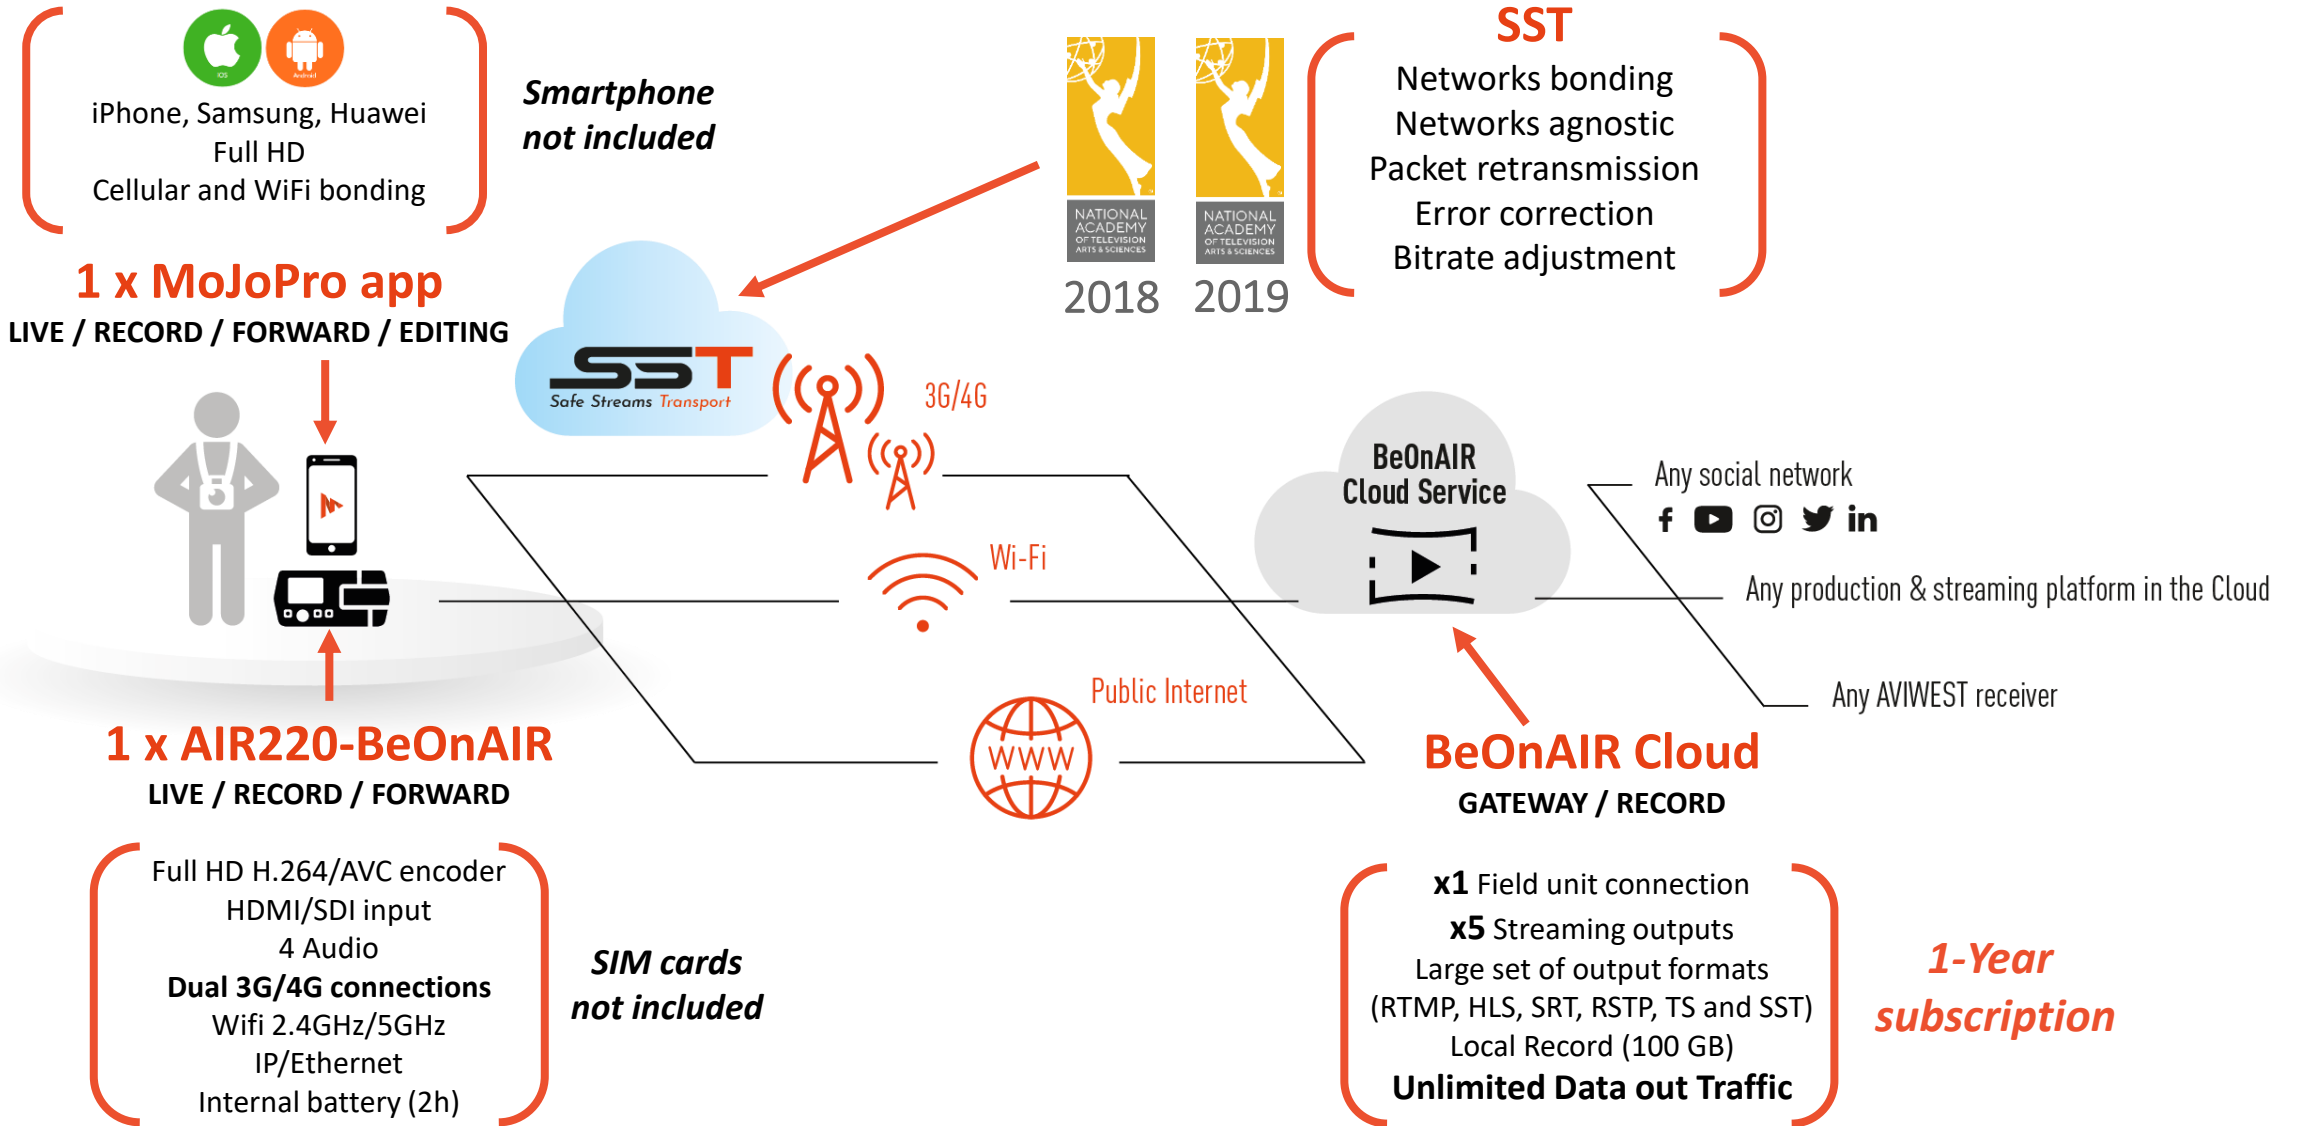 iOS
Android
iPhone, Samsung, Huawei
Full HD
Cellular and WiFi bonding
Smartphone
not included
1 x MoJoPro app
LIVE / RECORD / FORWARD / EDITING
NATIONAL
ACADEMY
OF TELEVISION
ARTS & SCIENCES
2018
NATIONAL
ACADEMY
OF TELEVISION
ARTS & SCIENCES
2019
SST
Networks bonding
Networks agnostic
Packet retransmission
Error correction
Bitrate adjustment
SST
Safe Streams Transport
3G/4G
Wi-Fi
Public Internet
WWW
BeOnAIR
Cloud Service
Any social network
Any production & streaming platform in the Cloud
Any AVIWEST receiver
1 x AIR220-BeOnAIR
LIVE / RECORD / FORWARD
Full HD H.264/AVC encoder
HDMI/SDI input
4 Audio
Dual 3G/4G connections
Wifi 2.4GHz/5GHz
IP/Ethernet
Internal battery (2h)
SIM cards
not included
BeOnAIR Cloud
GATEWAY / RECORD
x1 Field unit connection
x5 Streaming outputs
Large set of output formats
(RTMP, HLS, SRT, RSTP, TS and SST)
Local Record (100 GB)
Unlimited Data out Traffic
1-Year
subscription